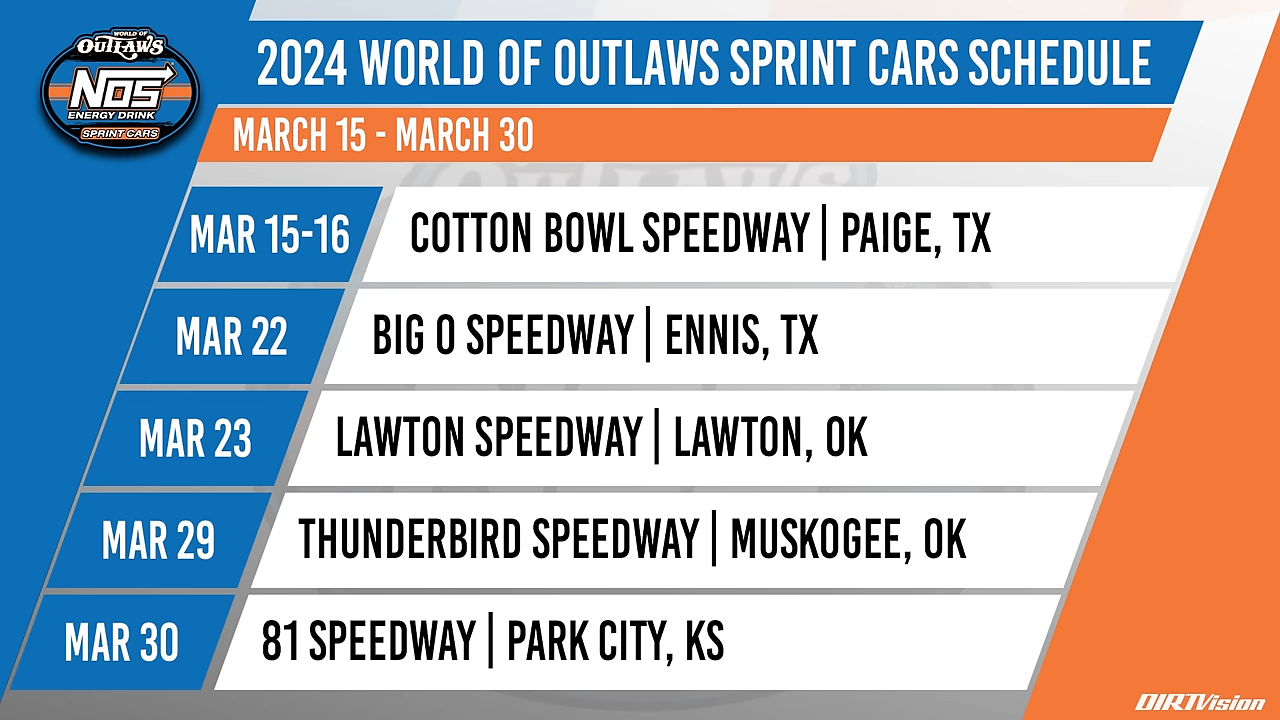 WORLD OF
OUTLAWS
NOS
ENERGY DRINK
SPRINT CARS
2024 WORLD OF OUTLAWS SPRINT CARS SCHEDULE
MARCH 15 - MARCH 30
OUTLAWS
MAR 15-16 COTTON BOWL SPEEDWAY | PAIGE, TX
MAR 22 BIG O SPEEDWAY | ENNIS, TX
MAR 23 LAWTON SPEEDWAY | LAWTON, OK
MAR 29 THUNDERBIRD SPEEDWAY | MUSKOGEE, OK
MAR 30 81 SPEEDWAY | PARK CITY, KS
DIRTVision